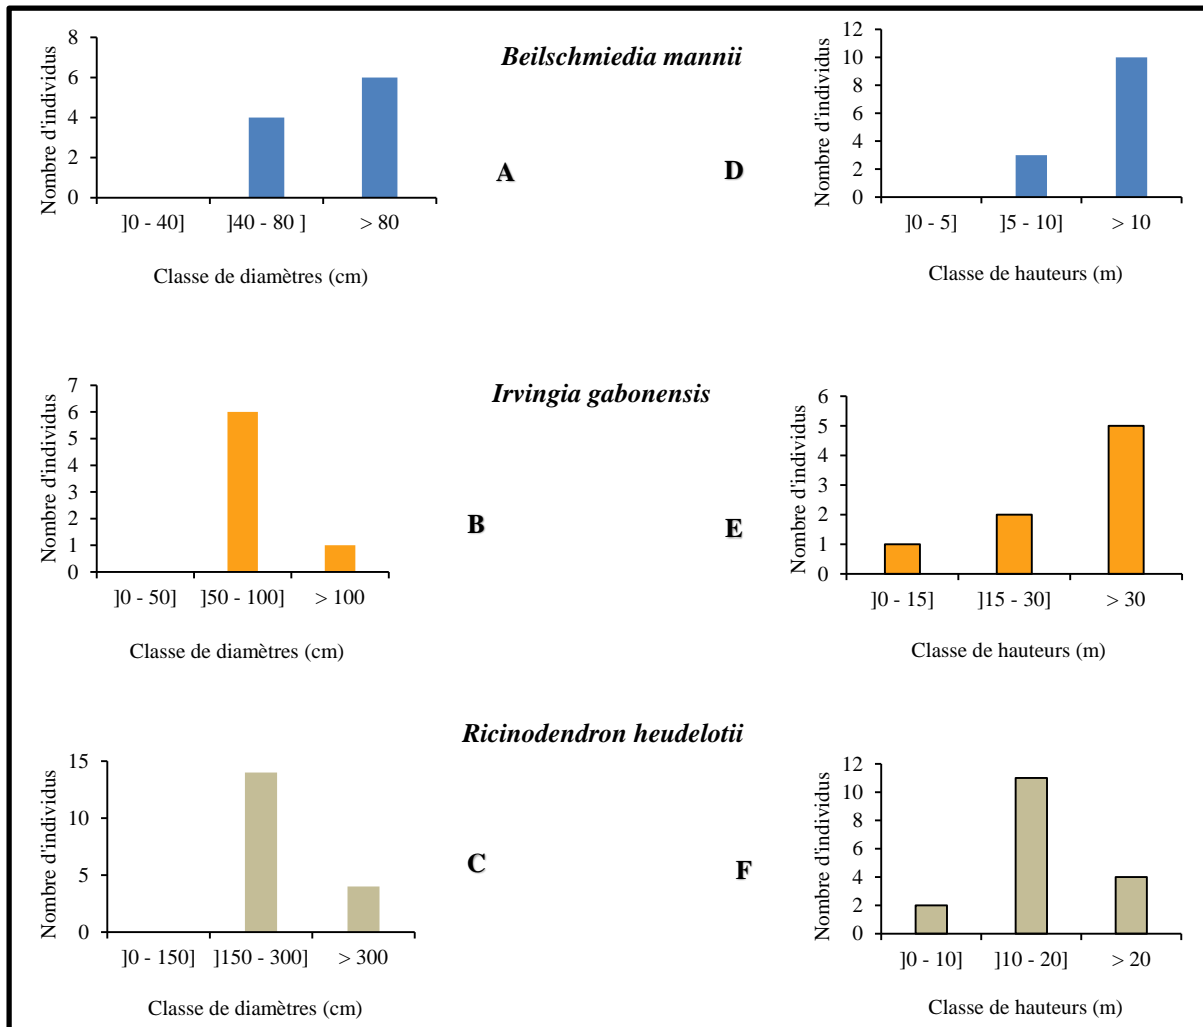 Beilschmiedia mannii
Nombre d'individus
8
6
4
2
0
]0 - 40] ]40 - 80 ] > 80
Classe de diamètres (cm)
A
D
Nombre d'individus
12
10
8
6
4
2
0
]0 - 5] ]5 - 10] > 10
Classe de hauteurs (m)
Irvingia gabonensis
Nombre d'individus
7
6
5
4
3
2
1
0
]0 - 50] ]50 - 100] > 100
Classe de diamètres (cm)
B
E
Nombre d'individus
6
5
4
3
2
1
0
]0 - 15] ]15 - 30] > 30
Classe de hauteurs (m)
Ricinodendron heudelotii
Nombre d'individus
15
10
5
0
]0 - 150] ]150 - 300] > 300
Classe de diamètres (cm)
C
F
Nombre d'individus
12
10
8
6
4
2
0
]0 - 10] ]10 - 20] > 20
Classe de hauteurs (m)